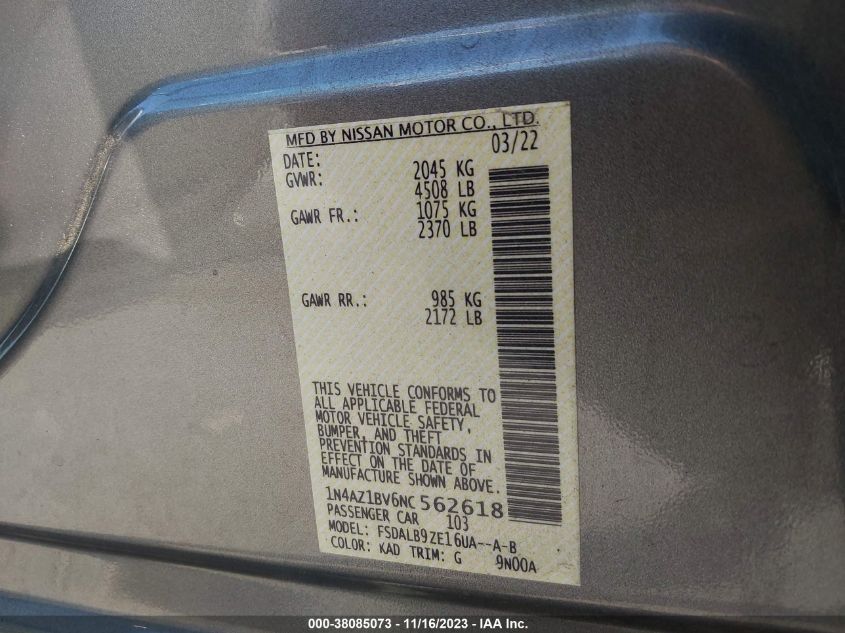 MFD BY NISSAN MOTOR CO., LTD.
DATE: 03/22
GVWR: 2045 KG
4508 LB
GAWR FR.: 1075 KG
2370 LB
GAWR RR.: 985 KG
2172 LB
THIS VEHICLE CONFORMS TO
ALL APPLICABLE FEDERAL
MOTOR VEHICLE SAFETY,
BUMPER, AND THEFT
PREVENTION STANDARDS IN
EFFECT ON THE DATE OF
MANUFACTURE SHOWN ABOVE.
1N4AZ1BV6NC562618
PASSENGER CAR 103
MODEL: FSDALB9ZE16UA--A-B
COLOR: KAD TRIM: G 9N00A
000-38085073 - 11/16/2023 - IAA Inc.